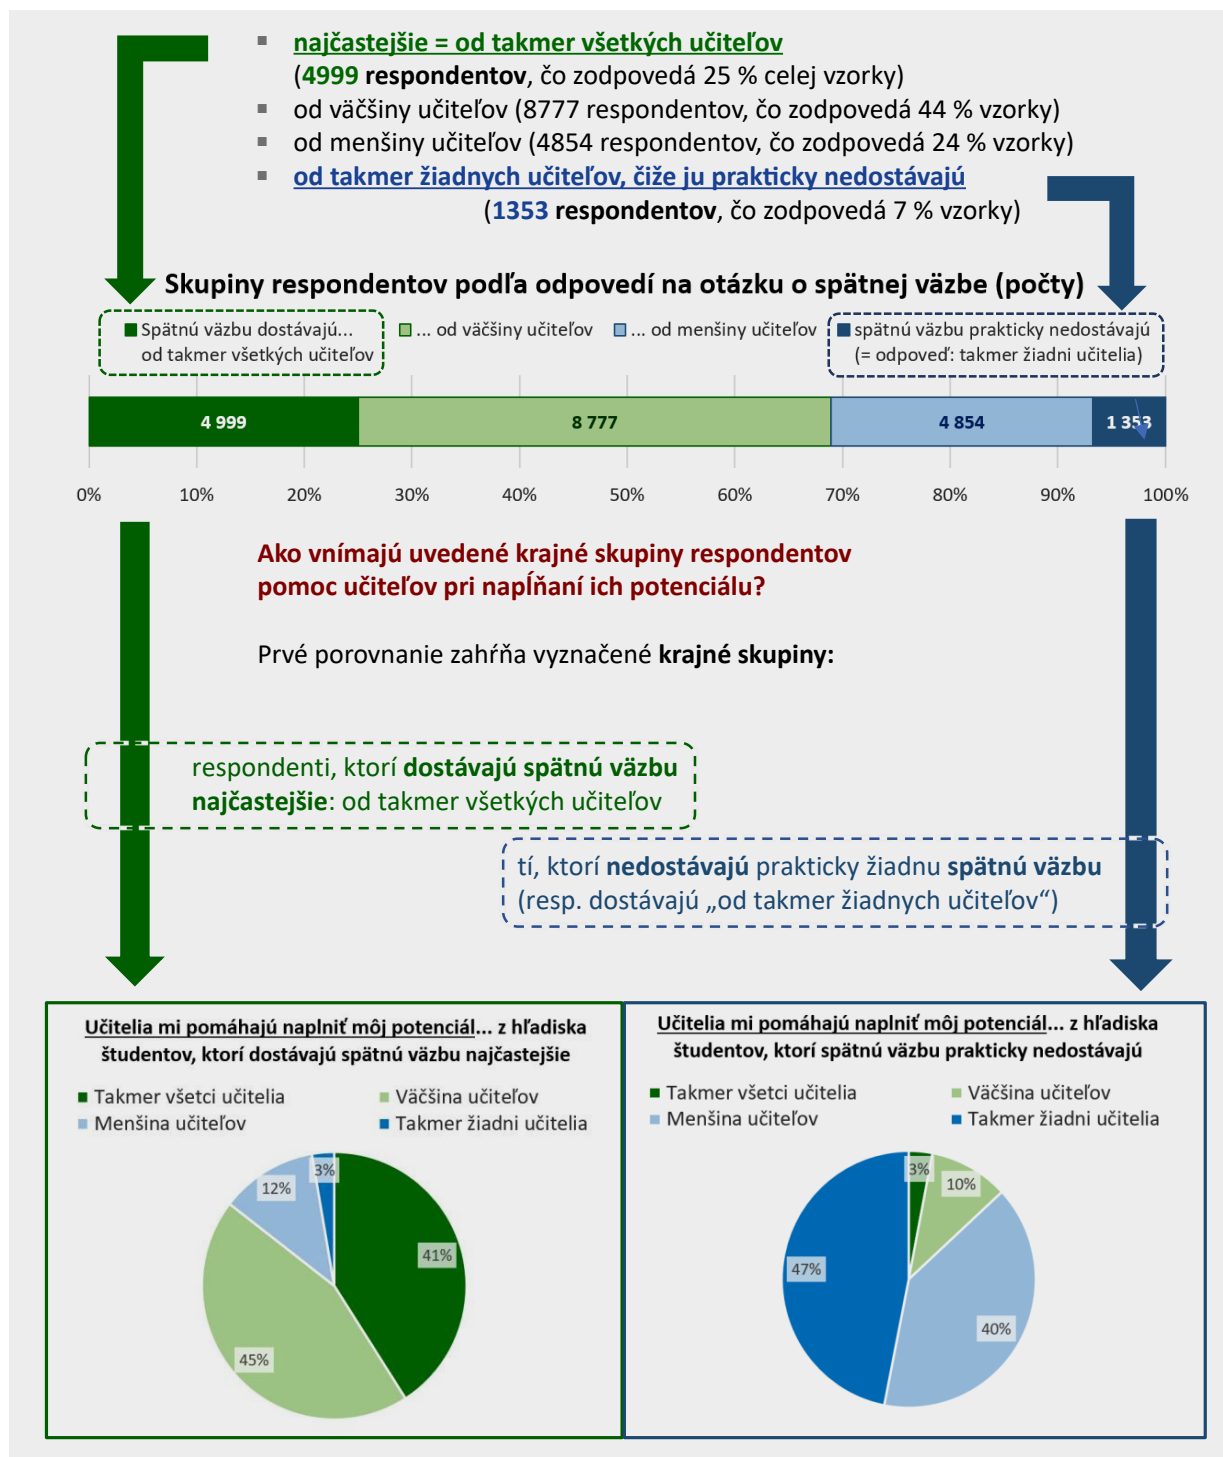 ▪ najčastejšie = od takmer všetkých učiteľov
(4999 respondentov, čo zodpovedá 25 % celej vzorky)
▪ od väčšiny učiteľov (8777 respondentov, čo zodpovedá 44 % vzorky)
▪ od menšiny učiteľov (4854 respondentov, čo zodpovedá 24 % vzorky)
▪ od takmer žiadnych učiteľov, čiže ju prakticky nedostávajú
(1353 respondentov, čo zodpovedá 7 % vzorky)
Skupiny respondentov podľa odpovedí na otázku o spätnej väzbe (počty)
Spätnú väzbu dostávajú...
od takmer všetkých učiteľov
... od väčšiny učiteľov
... od menšiny učiteľov
spätnú väzbu prakticky nedostávajú
(= odpoveď: takmer žiadni učitelia)
4 999 8 777 4 854 1 353
0% 10% 20% 30% 40% 50% 60% 70% 80% 90% 100%
Ako vnímajú uvedené krajné skupiny respondentov
pomoc učiteľov pri napĺňaní ich potenciálu?
Prvé porovnanie zahŕňa vyznačené krajné skupiny:
respondenti, ktorí dostávajú spätnú väzbu
najčastejšie: od takmer všetkých učiteľov
tí, ktorí nedostávajú prakticky žiadnu spätnú väzbu
(resp. dostávajú „od takmer žiadnych učiteľov“)
Učitelia mi pomáhajú naplniť môj potenciál... z hľadiska
študentov, ktorí dostávajú spätnú väzbu najčastejšie
Takmer všetci učitelia Väčšina učiteľov
Menšina učiteľov Takmer žiadni učitelia
3%
12%
41%
45%
Učitelia mi pomáhajú naplniť môj potenciál... z hľadiska
študentov, ktorí spätnú väzbu prakticky nedostávajú
Takmer všetci učitelia Väčšina učiteľov
Menšina učiteľov Takmer žiadni učitelia
3%
10%
47%
40%